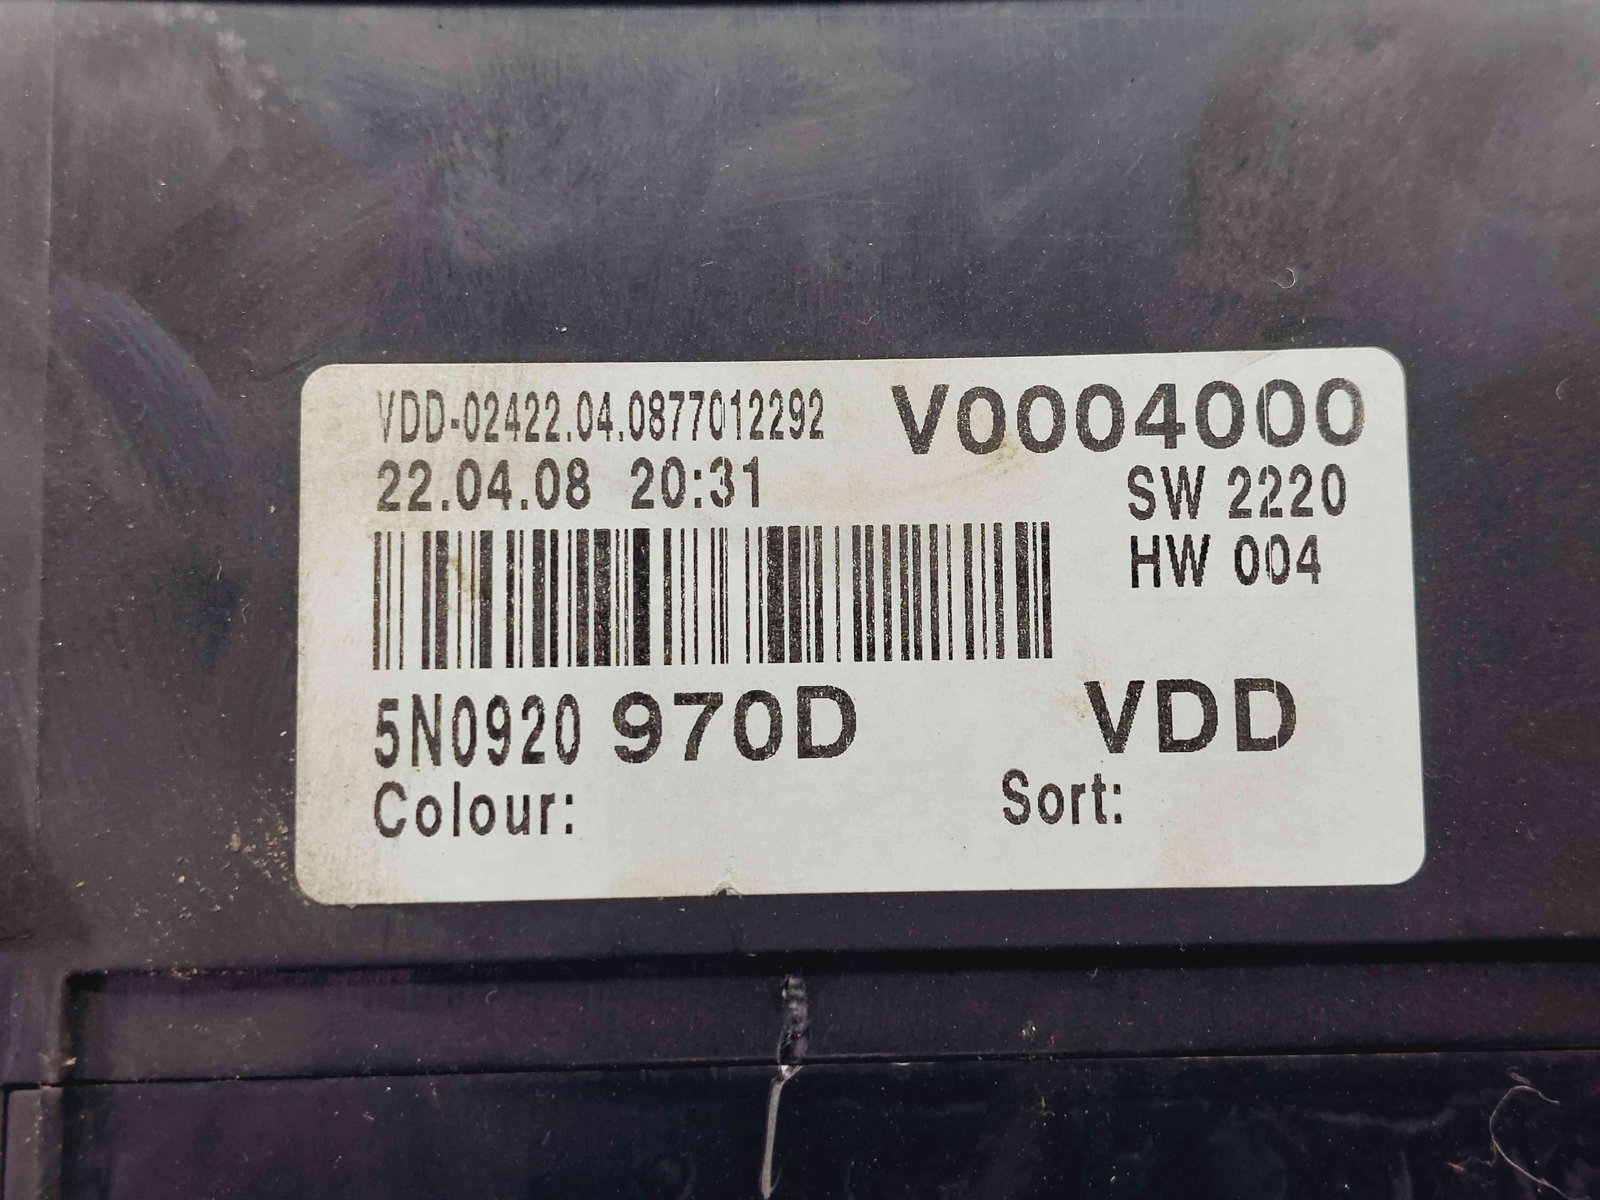 VDD-02422.04.0877012292 V0004000
22.04.08 20:31 SW 2220
HW 004
5N0920 970D VDD
Colour: Sort: